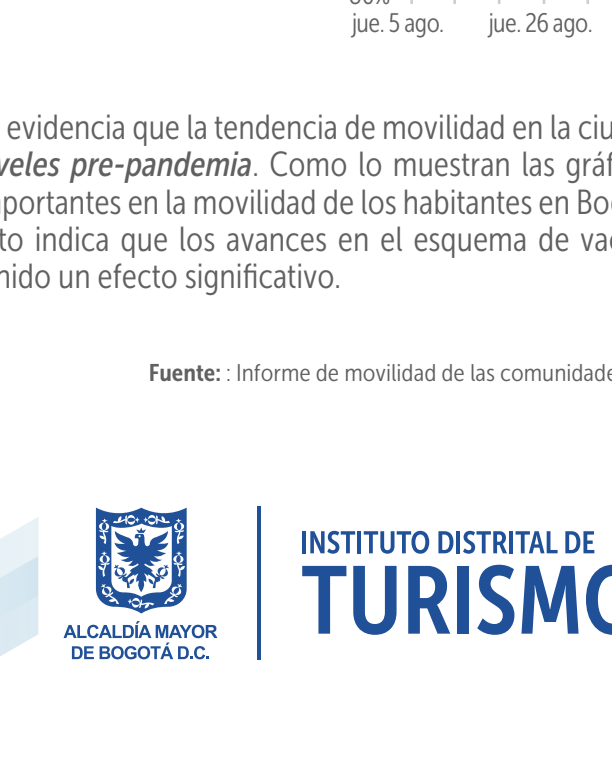 jue. 5 ago. jue. 26 ago.
evidencia que la tendencia de movilidad en la ciu
veles pre-pandemia. Como lo muestran las gráf
portantes en la movilidad de los habitantes en Bo
to indica que los avances en el esquema de va
nido un efecto significativo.
Fuente: : Informe de movilidad de las comunidade
ALCALDÍA MAYOR
DE BOGOTÁ D.C.
INSTITUTO DISTRITAL DE
TURISMO